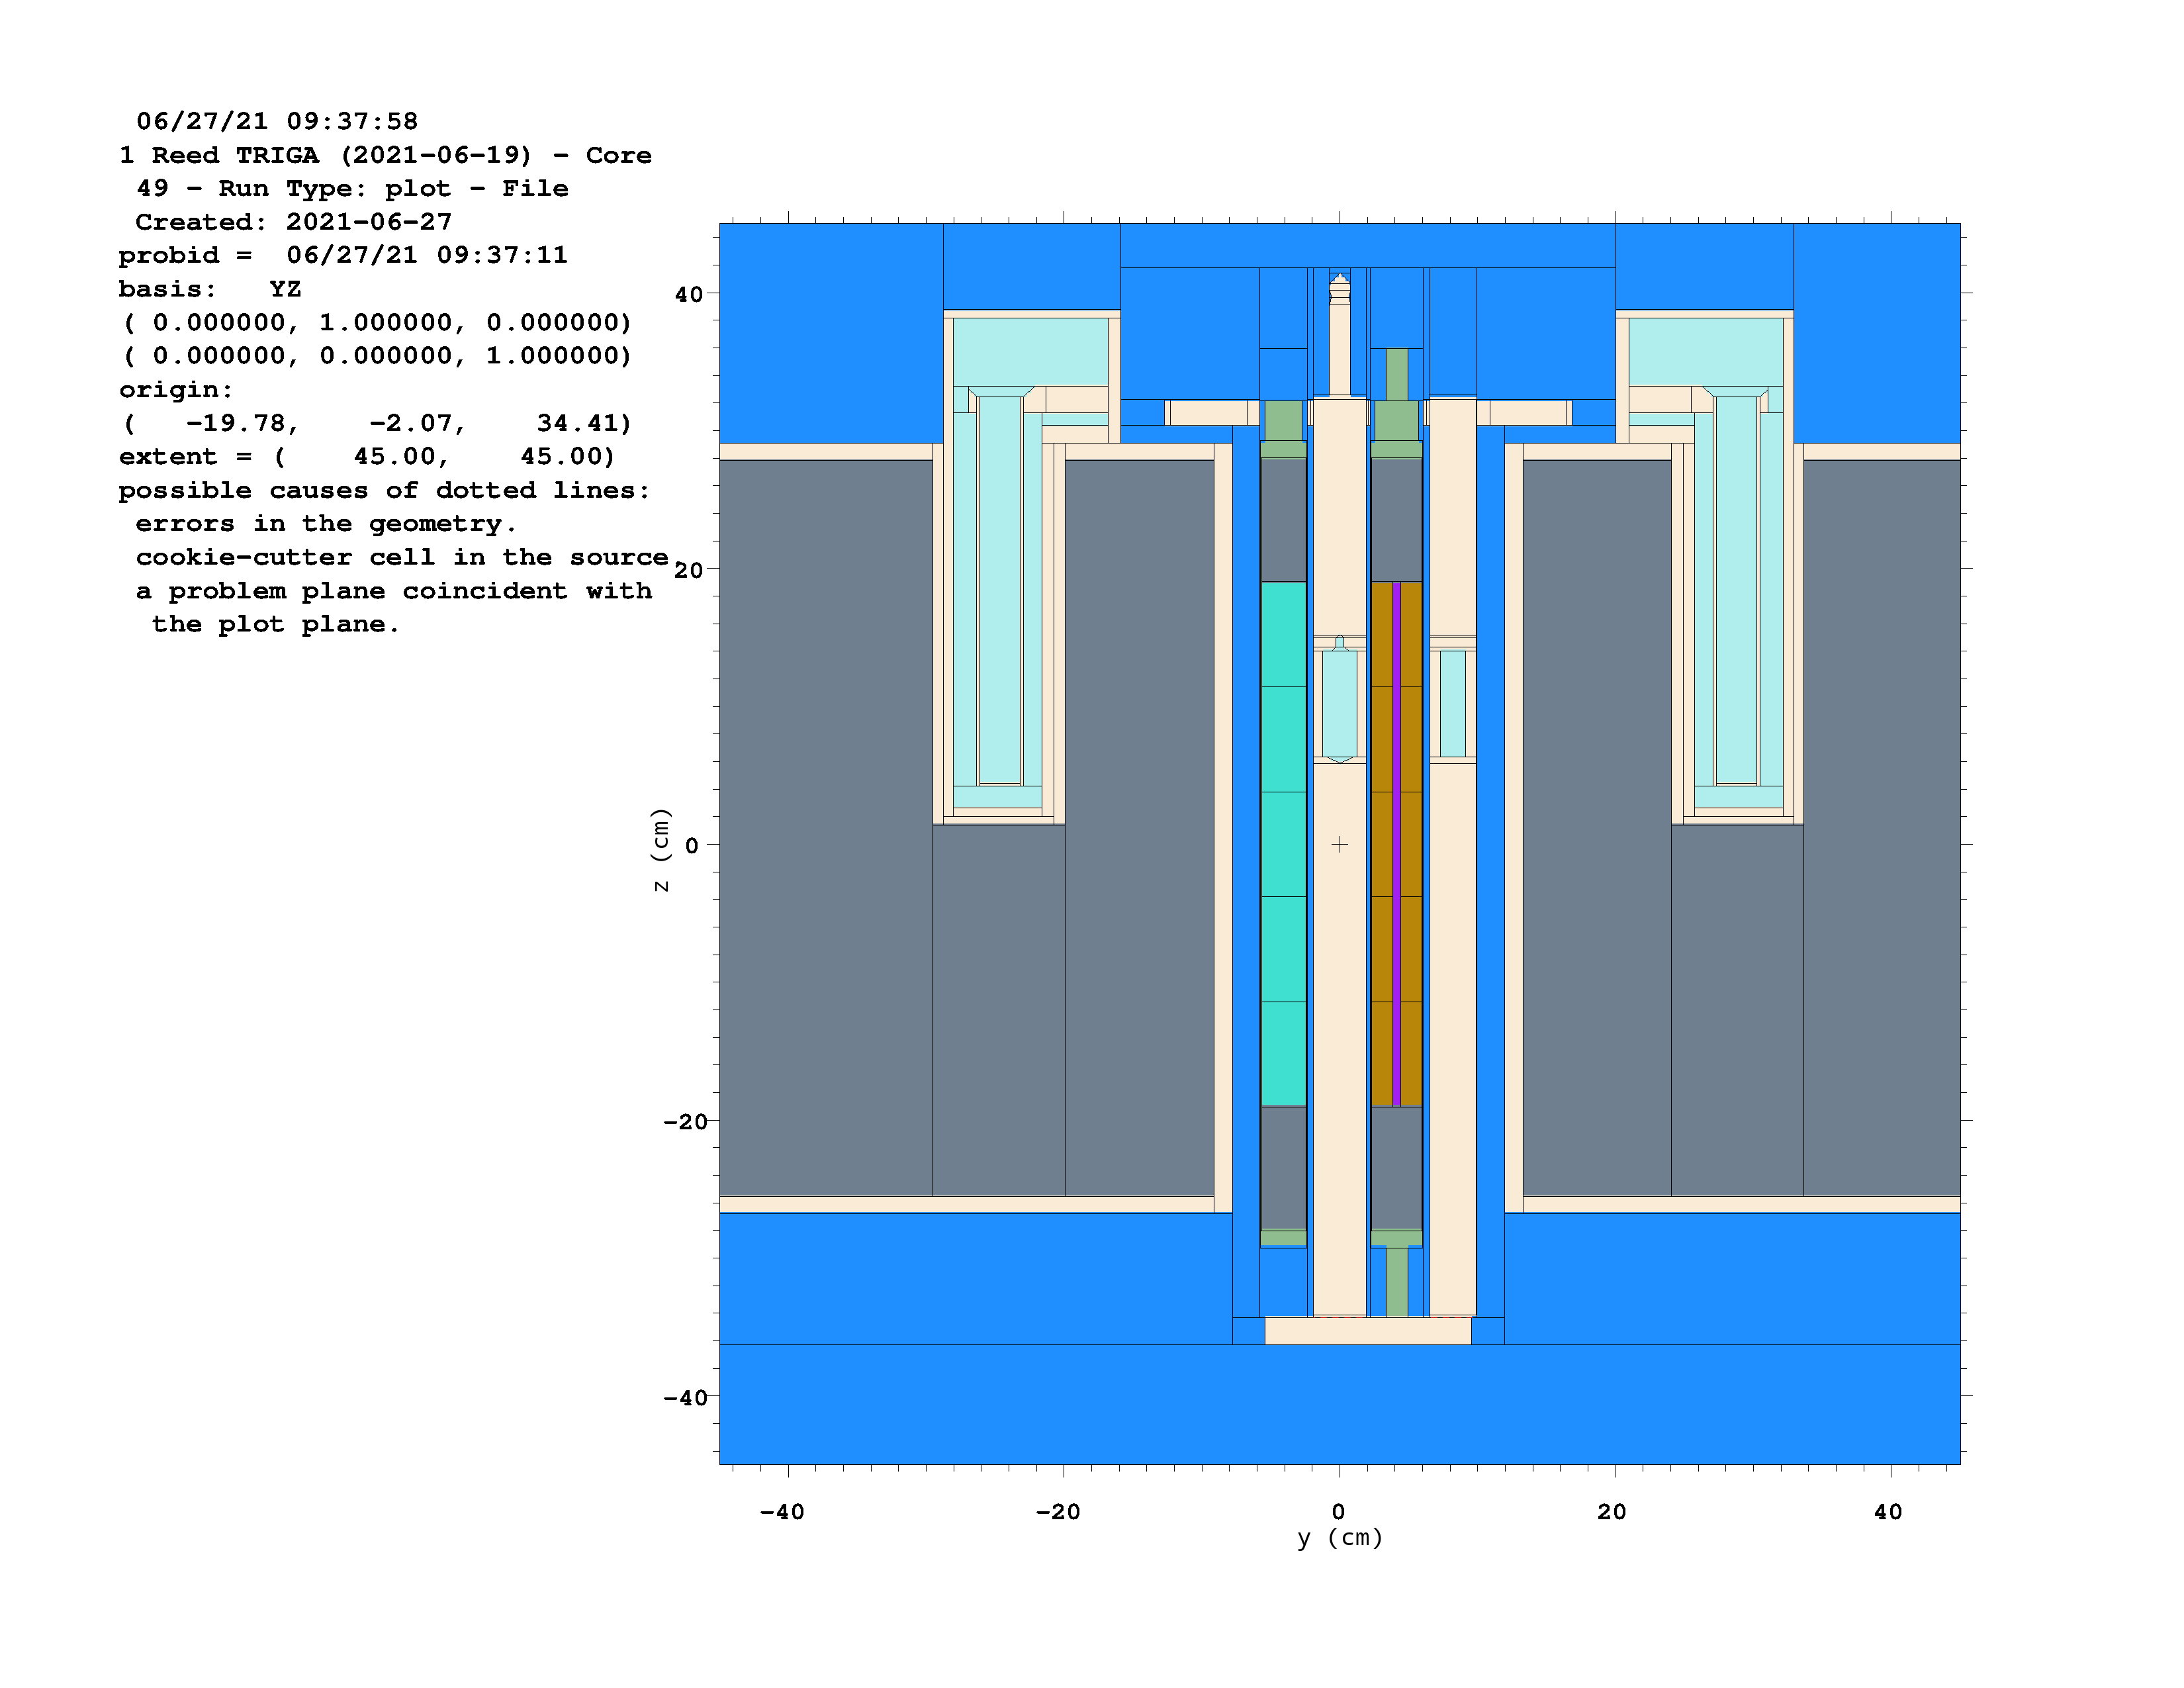 06/27/21 09:37:58
1 Reed TRIGA (2021-06-19) - Core
49 - Run Type: plot - File
Created: 2021-06-27
probid =  06/27/21 09:37:11
basis:   YZ
( 0.000000, 1.000000, 0.000000)
( 0.000000, 0.000000, 1.000000)
origin:
(   -19.78,    -2.07,    34.41)
extent = (    45.00,    45.00)
possible causes of dotted lines:
errors in the geometry.
cookie-cutter cell in the source.
a problem plane coincident with
the plot plane.
40
20
0
-20
-40
z (cm)
-40
-20
0
20
40
y (cm)